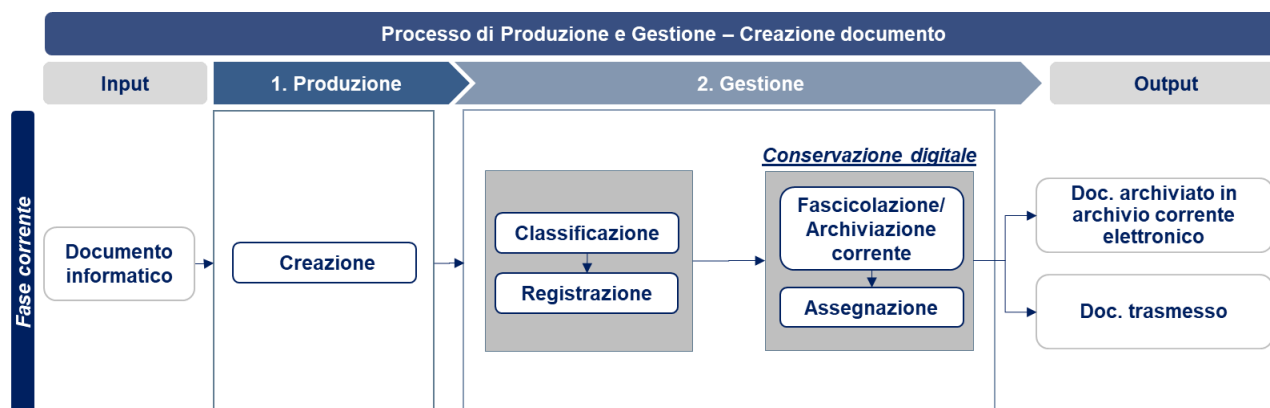 Processo di Produzione e Gestione – Creazione documento
Input
1. Produzione
2. Gestione
Output
Fase corrente
Documento
informatico
Creazione
Classificazione
Registrazione
Conservazione digitale
Fascicolazione/
Archiviazione
corrente
Assegnazione
Doc. archiviato in
archivio corrente
elettronico
Doc. trasmesso